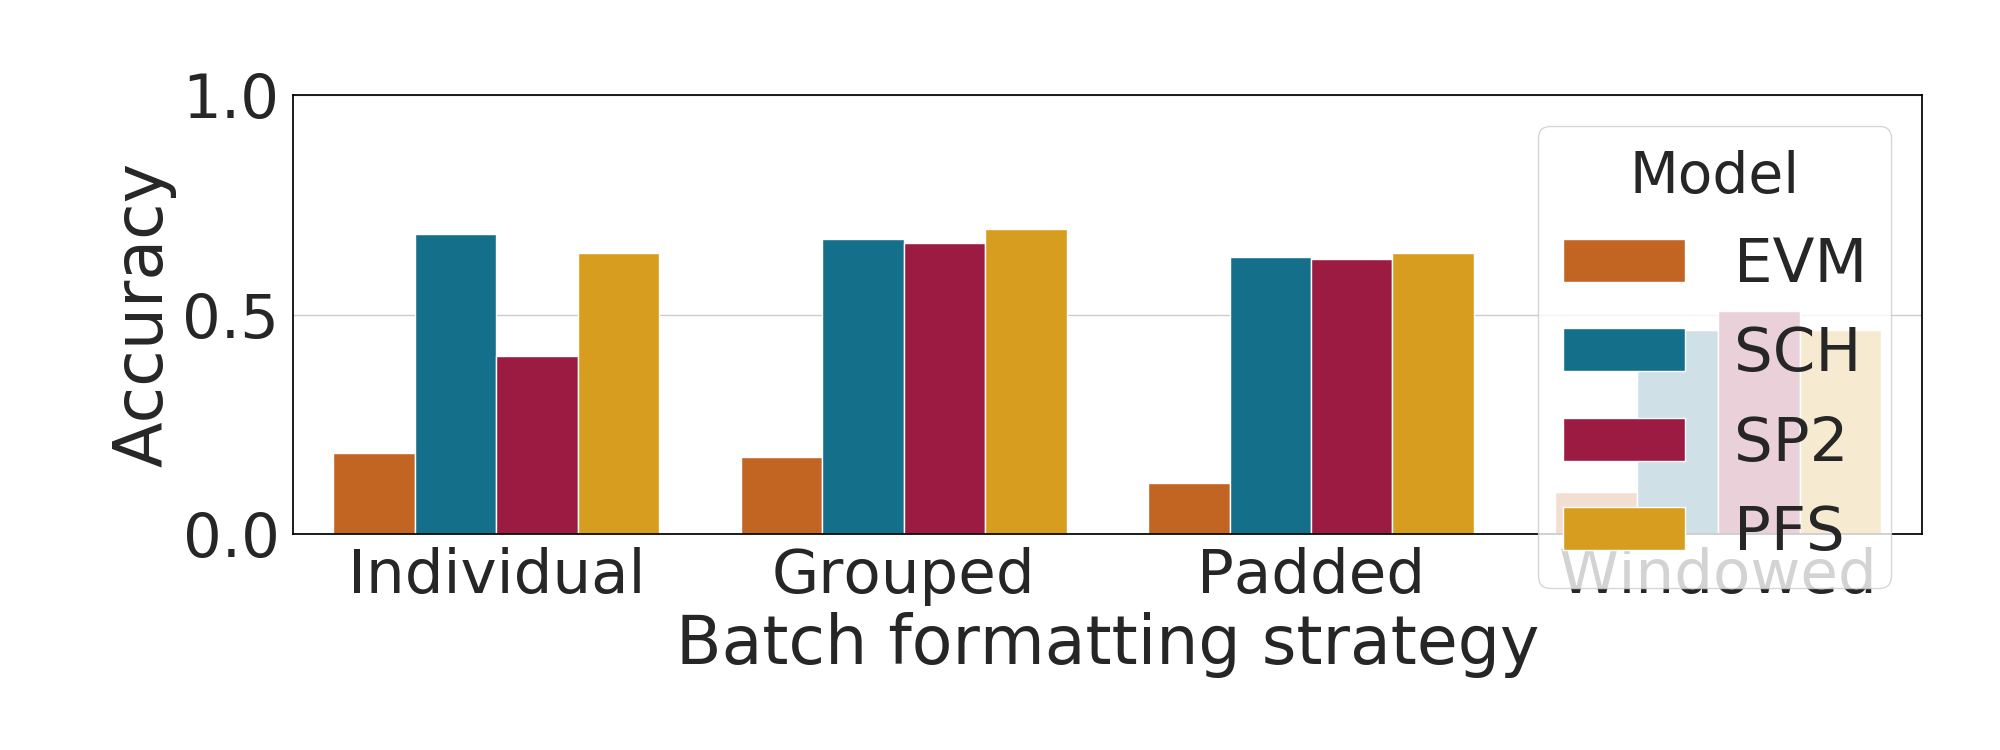 1.0
0.5
0.0
Accuracy
Model
EVM
SCH
SP2
PFS
Individual Grouped Padded Windowed
Batch formatting strategy